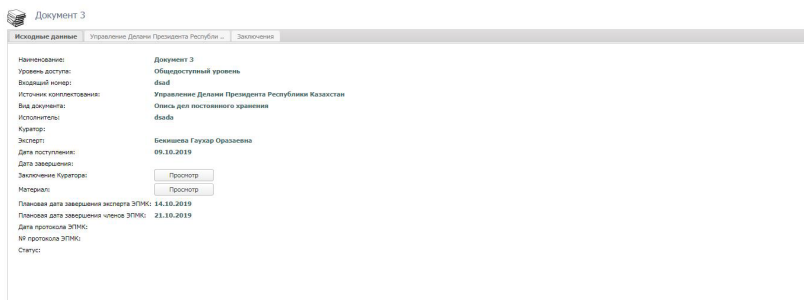 Документ 3
Исходные данные Управление Делами Президента Республи .. Заключения
Наименование: Документ 3
Уровень доступа: Общедоступный уровень
Входящий номер: dsad
Источник комплектования: Управление Делами Президента Республики Казахстан
Вид документа: Опись дел постоянного хранения
Исполнитель: dsada
Куратор:
Эксперт: Бекишева Гаухар Оразаевна
Дата поступления: 09.10.2019
Дата завершения:
Заключение Куратора: Просмотр
Материал: Просмотр
Плановая дата завершения эксперта ЭПМК: 14.10.2019
Плановая дата завершения членов ЭПМК: 21.10.2019
Дата протокола ЭПМК:
№ протокола ЭПМК:
Статус: